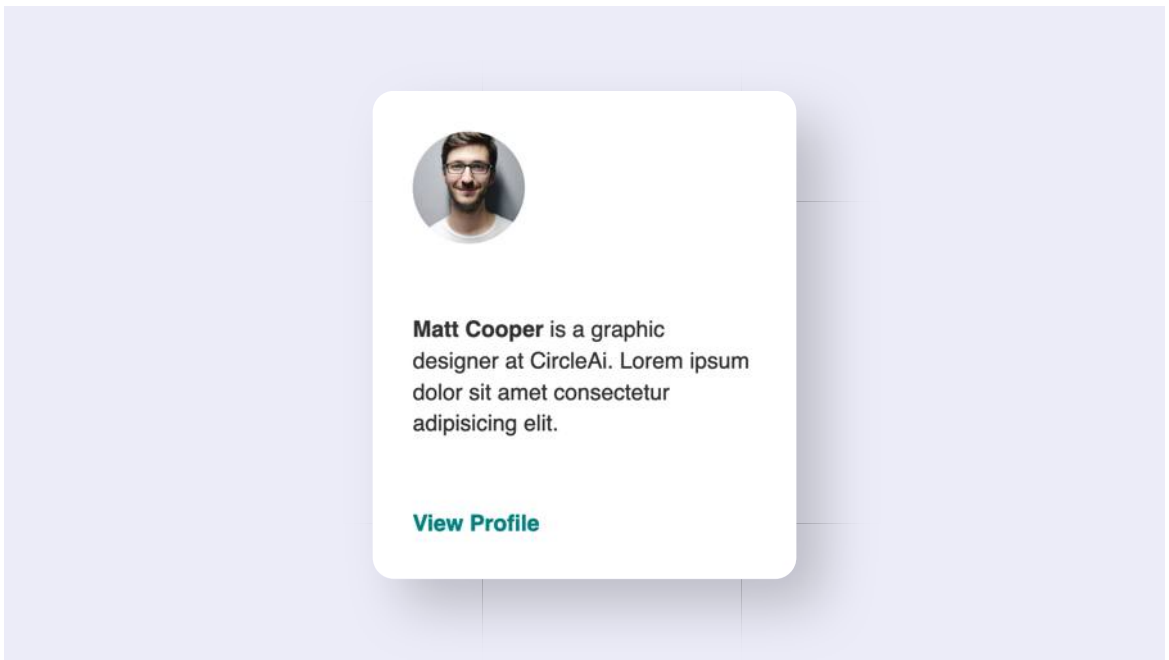 Matt Cooper is a graphic
designer at CircleAi. Lorem ipsum
dolor sit amet consectetur
adipisicing elit.
View Profile